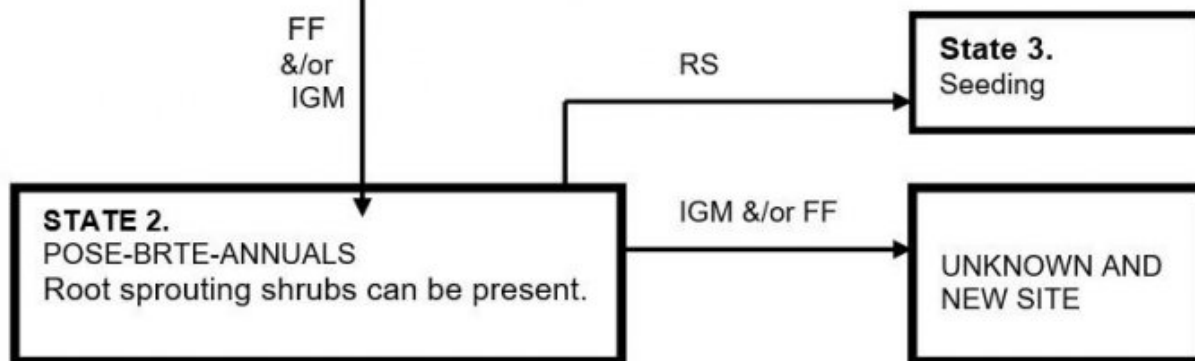 FF
&/or
IGM
RS
State 3.
Seeding
STATE 2.
POSE-BRTE-ANNUALS
Root sprouting shrubs can be present.
IGM &/or FF
UNKNOWN AND
NEW SITE